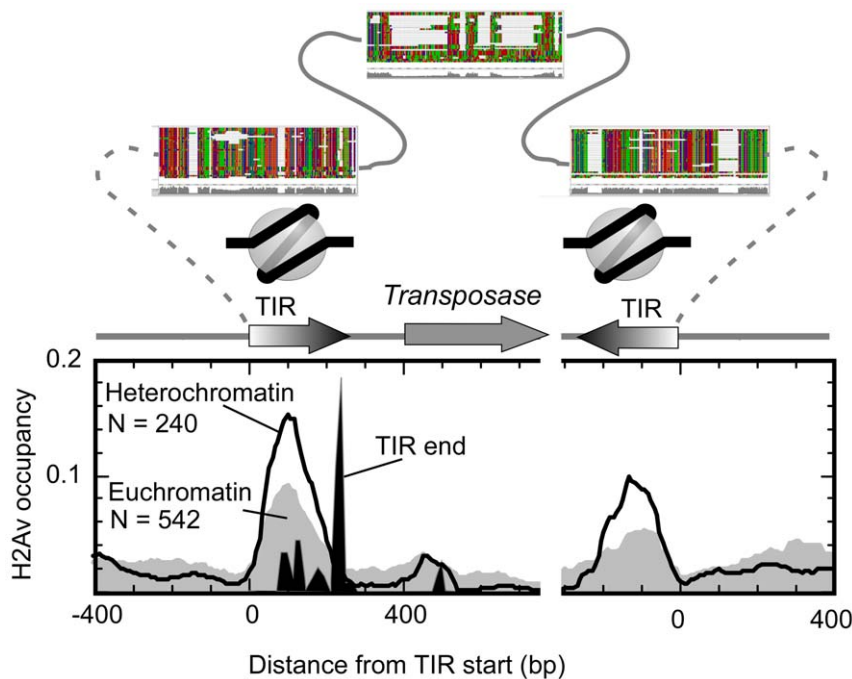 Transposase
TIR
TIR
0.2
0.1
0
H2Av occupancy
Heterochromatin
N = 240
Euchromatin
N = 542
TIR end
-400
0
400
0
400
Distance from TIR start (bp)